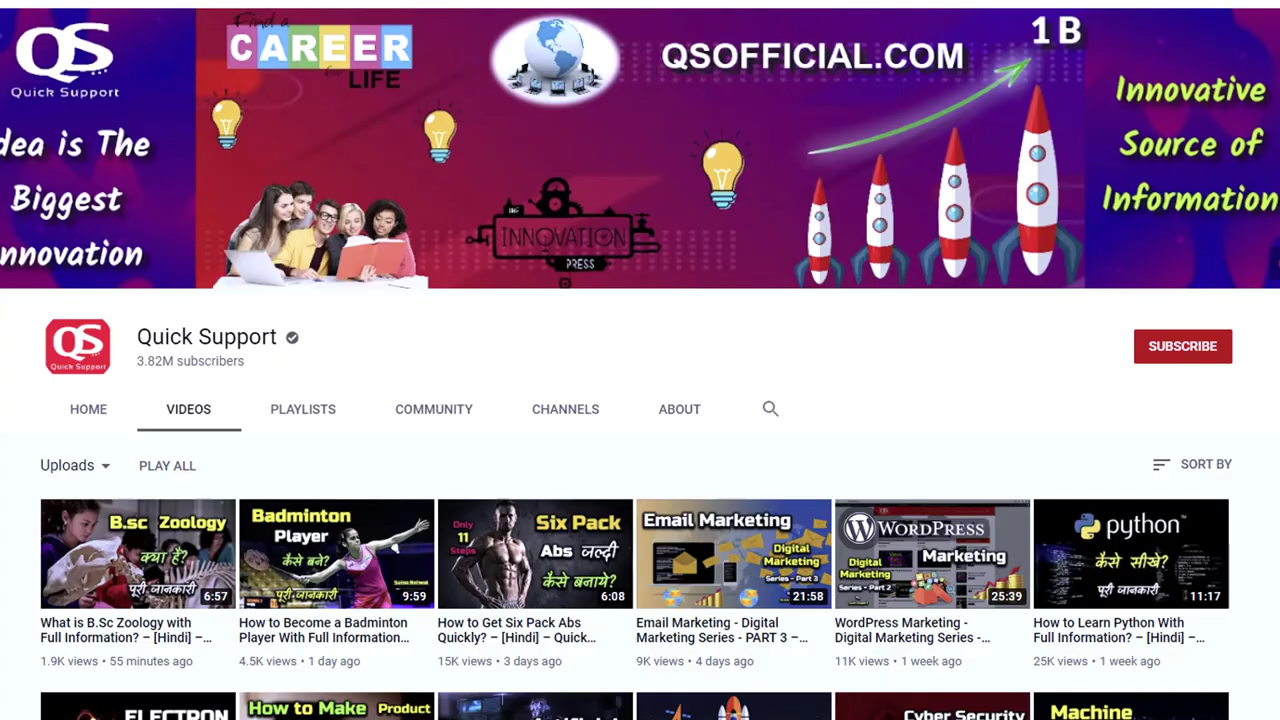 QS
Quick Support
Idea is The
Biggest
Innovation
Find a
CAREER
for
LIFE
INNOVATION
PRESS
QSOFFICIAL.COM
1 B
Innovative
Source of
Information
QS
Quick Support
Quick Support
3.82M subscribers
SUBSCRIBE
HOME VIDEOS PLAYLISTS COMMUNITY CHANNELS ABOUT
Uploads PLAY ALL SORT BY
B.sc Zoology
क्या है?
पूरी जानकारी
6:57
Badminton
Player
कैसे बने?
पूरी जानकारी
Saina Nehwal
9:59
Only
11
Steps
Six Pack
Abs जल्दी
कैसे बनाये?
6:08
Email Marketing
Digital
Marketing
Series - Part 3
21:58
WORDPRESS
Marketing
Digital
Marketing
Series - Part 2
25:39
python
कैसे सीखे?
पूरी जानकारी
11:17
What is B.Sc Zoology with
Full Information? – [Hindi] –...
1.9K views • 55 minutes ago
How to Become a Badminton
Player With Full Information...
4.5K views • 1 day ago
How to Get Six Pack Abs
Quickly? – [Hindi] – Quick...
15K views • 3 days ago
Email Marketing - Digital
Marketing Series - PART 3 –...
9K views • 4 days ago
WordPress Marketing -
Digital Marketing Series -...
11K views • 1 week ago
How to Learn Python With
Full Information? – [Hindi] –...
25K views • 1 week ago
ELECTRON
How to Make Product
Cyber Security
Machine